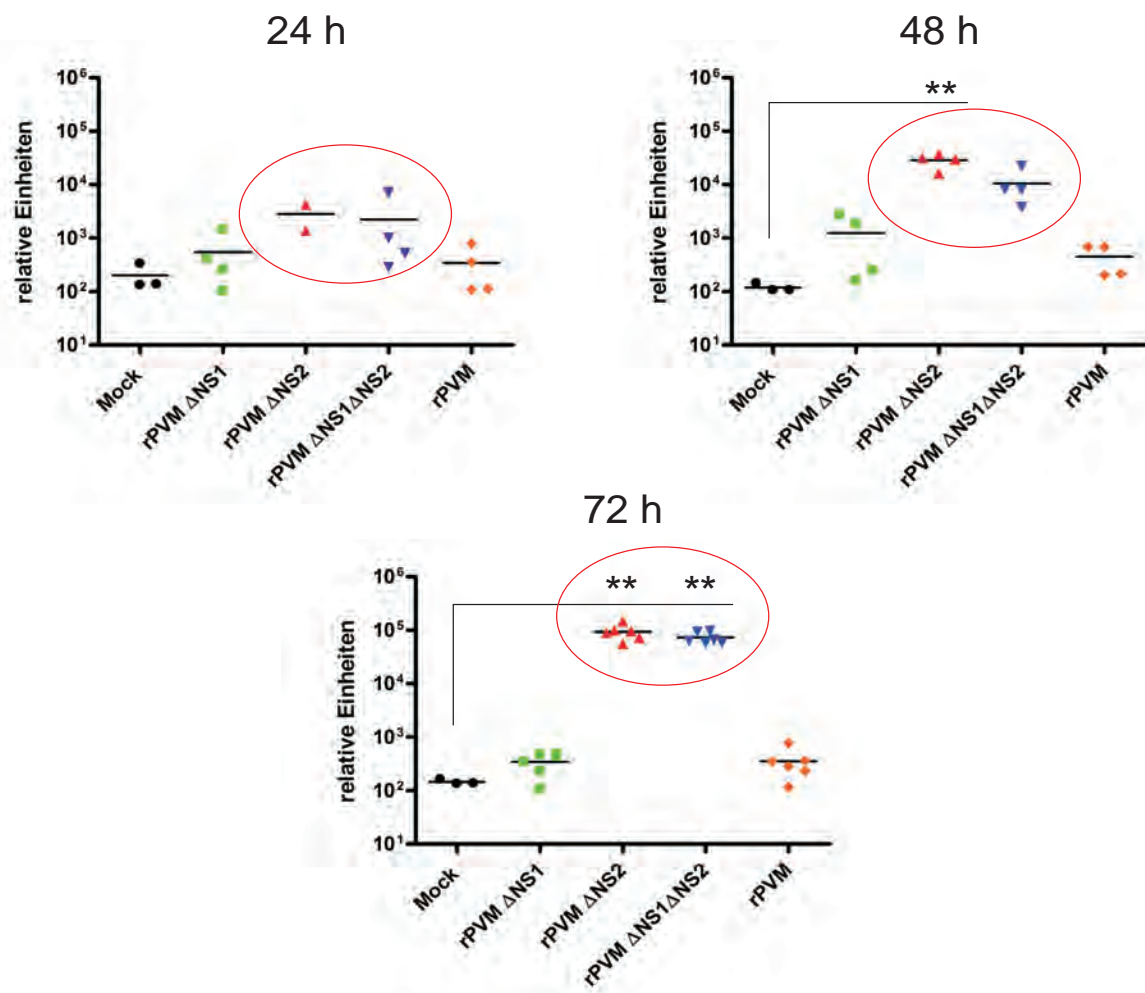 24 h
relative Einheiten
10⁶
10⁵
10⁴
10³
10²
10¹
Mock
rPVM ΔNS1
rPVM ΔNS2
rPVM ΔNS1ΔNS2
rPVM
48 h
relative Einheiten
10⁶
10⁵
10⁴
10³
10²
10¹
**
Mock
rPVM ΔNS1
rPVM ΔNS2
rPVM ΔNS1ΔNS2
rPVM
72 h
relative Einheiten
10⁶
10⁵
10⁴
10³
10²
10¹
** **
Mock
rPVM ΔNS1
rPVM ΔNS2
rPVM ΔNS1ΔNS2
rPVM